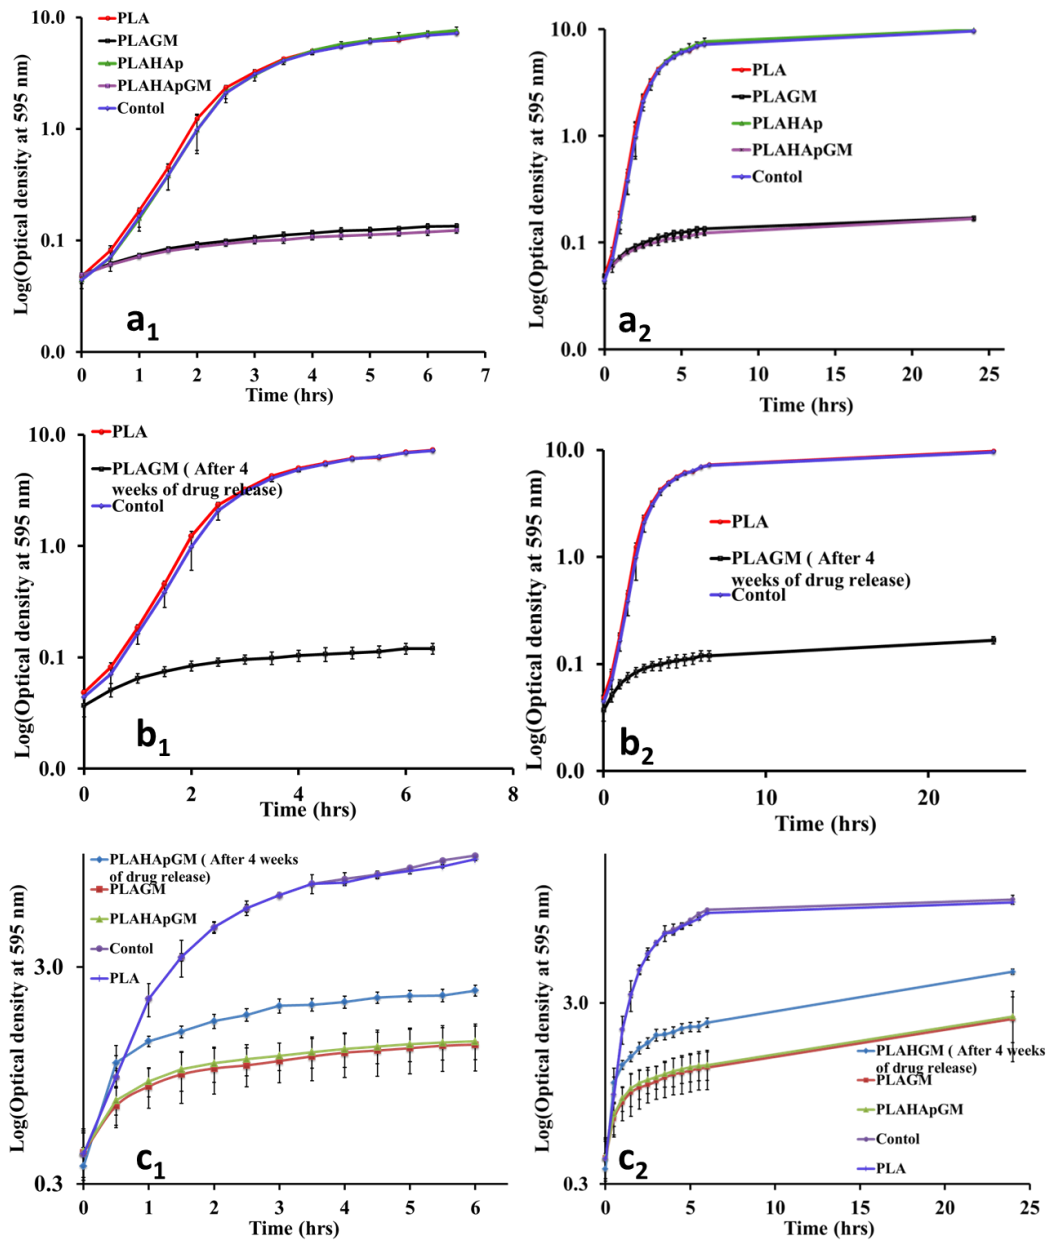 10.0
1.0
0.1
0.0
0
1
2
3
4
5
6
7
Log(Optical density at 595 nm)
Time (hrs)
PLA
PLAGM
PLAHAp
PLAHApGM
Contol
a1
10.0
1.0
0.1
0.0
0
5
10
15
20
25
Log(Optical density at 595 nm)
Time (hrs)
PLA
PLAGM
PLAHAp
PLAHApGM
Contol
a2
10.0
1.0
0.1
0.0
0
2
4
6
8
Log(Optical density at 595 nm)
Time (hrs)
PLA
PLAGM ( After 4
weeks of drug release)
Contol
b1
10.0
1.0
0.1
0.0
0
10
20
Log(Optical density at 595 nm)
Time (hrs)
PLA
PLAGM ( After 4
weeks of drug release)
Contol
b2
3.0
0.3
0
1
2
3
4
5
6
Log(Optical density at 595 nm)
Time (hrs)
PLAHApGM ( After 4 weeks
of drug release)
PLAGM
PLAHApGM
Contol
PLA
c1
3.0
0.3
0
5
10
15
20
25
Log(Optical density at 595 nm)
Time (hrs)
PLAHGM ( After 4 weeks
of drug release)
PLAGM
PLAHApGM
Contol
PLA
c2